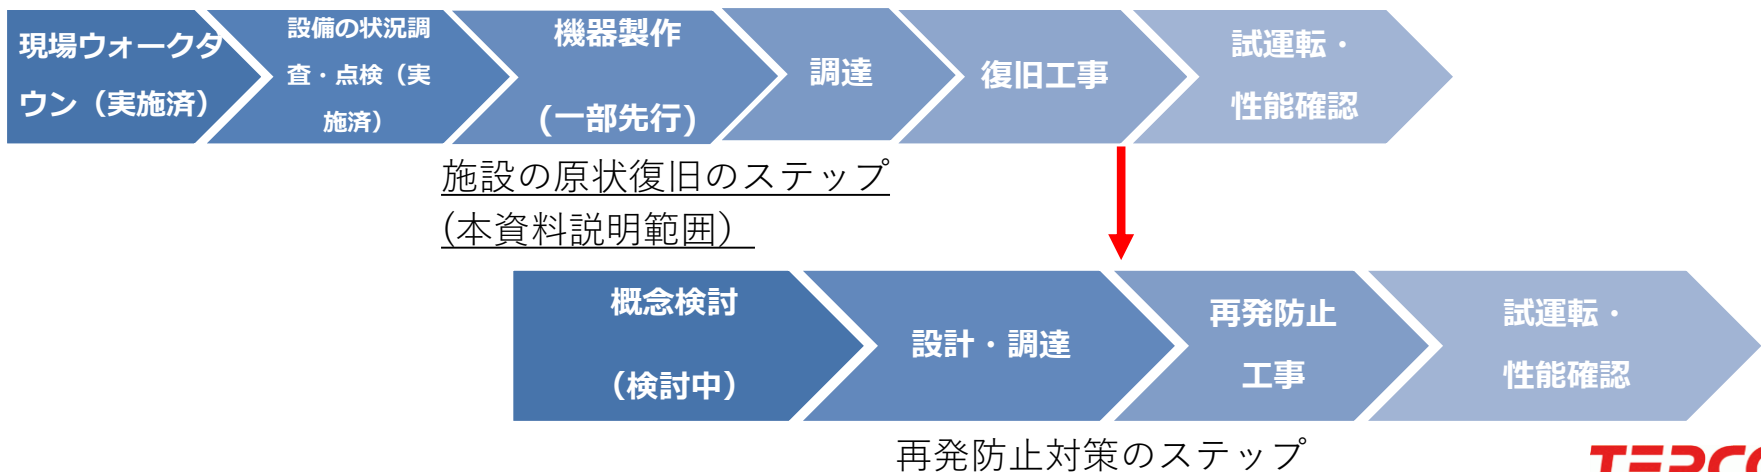 現場ウォークダ
ウン（実施済）
設備の状況調
査・点検（実
施済）
機器製作
(一部先行)
調達
復旧工事
試運転・
性能確認
施設の原状復旧のステップ
(本資料説明範囲）
概念検討
（検討中）
設計・調達
再発防止
工事
試運転・
性能確認
再発防止対策のステップ